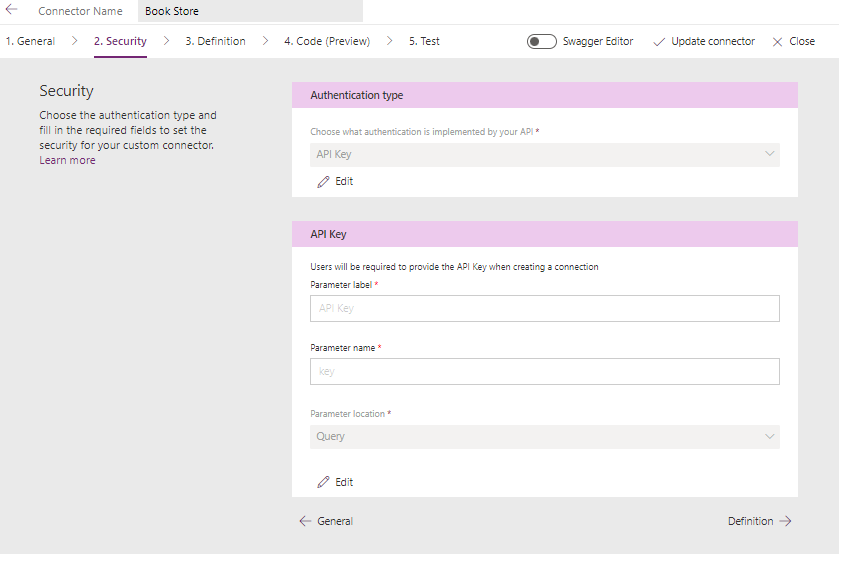 Connector Name Book Store
1. General 2. Security 3. Definition 4. Code (Preview) 5. Test Swagger Editor Update connector Close
Security
Choose the authentication type and
fill in the required fields to set the
security for your custom connector.
Learn more
Authentication type
Choose what authentication is implemented by your API *
API Key
Edit
API Key
Users will be required to provide the API Key when creating a connection
Parameter label *
API Key
Parameter name *
key
Parameter location *
Query
Edit
General Definition